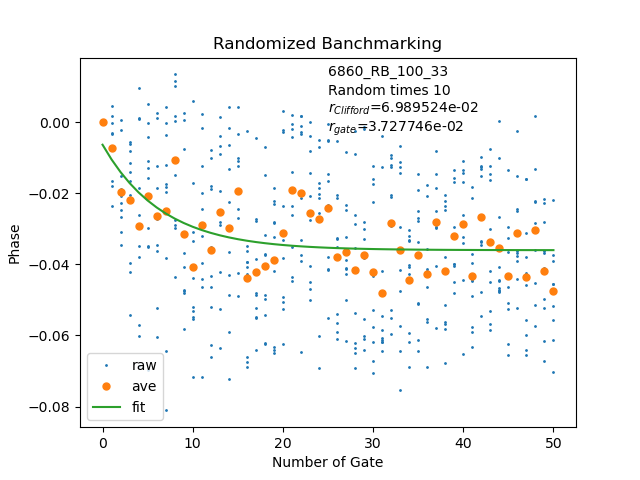 Randomized Banchmarking
6860_RB_100_33
Random times 10
r_Clifford=6.989524e-02
r_gate=3.727746e-02
0.00
−0.02
−0.04
−0.06
−0.08
Phase
raw
ave
fit
0 10 20 30 40 50
Number of Gate